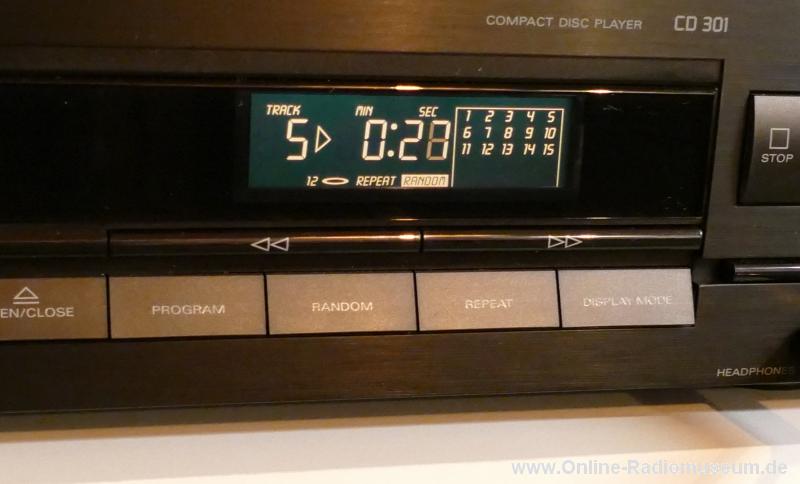 COMPACT DISC PLAYER CD 301
TRACK MIN SEC
5 0:28
1 2 3 4 5
6 7 8 9 10
11 12 13 14 15
12 REPEAT RANDOM
STOP
EN/CLOSE PROGRAM RANDOM REPEAT DISPLAY MODE
HEADPHONES
www.Online-Radiomuseum.de